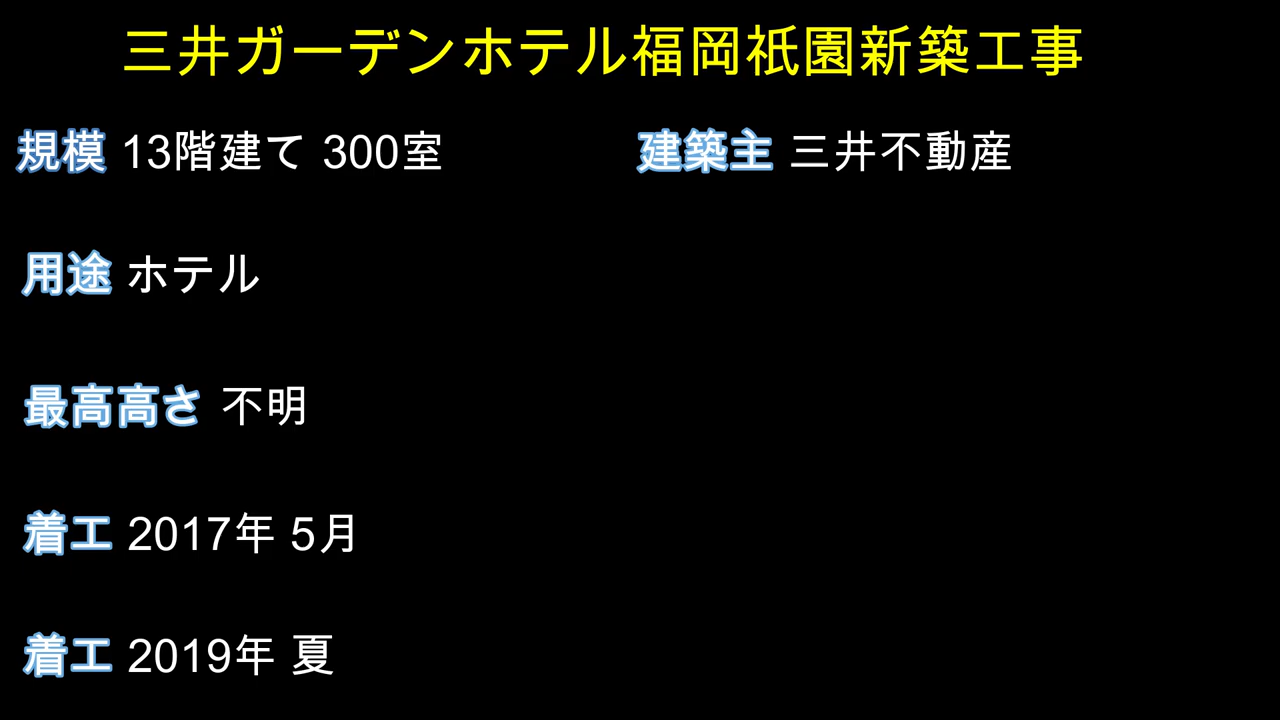 三井ガーデンホテル福岡祇園新築工事
規模 13階建て 300室
建築主 三井不動産
用途 ホテル
最高高さ 不明
着工 2017年 5月
着工 2019年 夏